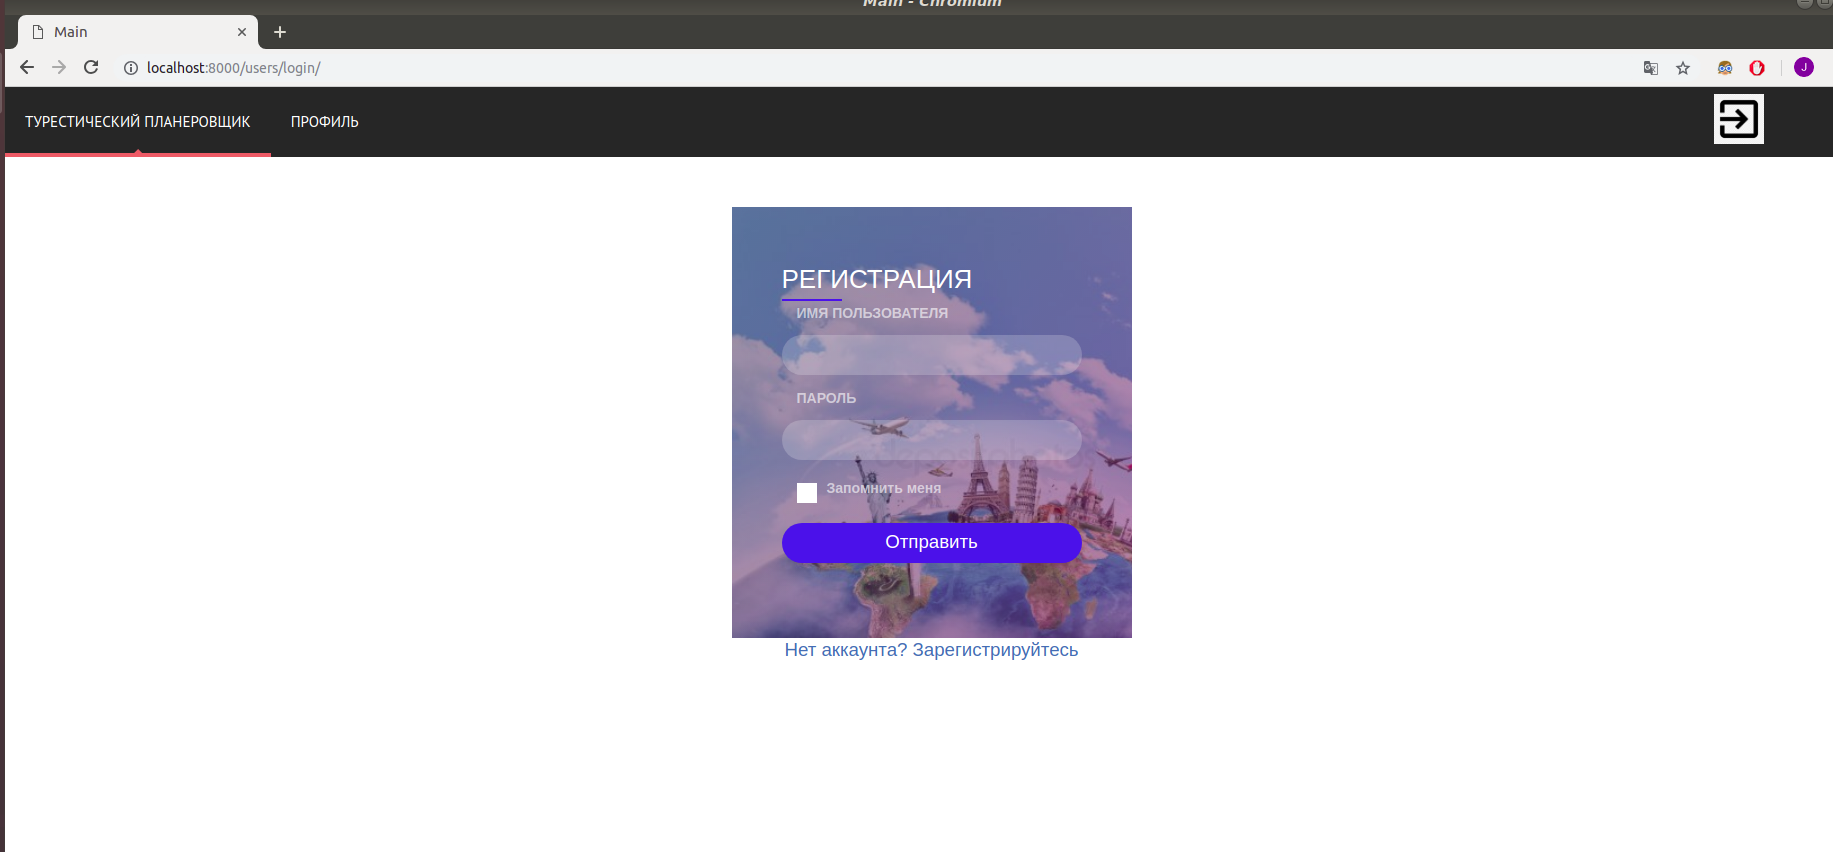 Main - Chromium
Main
localhost:8000/users/login/
J
ТУРЕСТИЧЕСКИЙ ПЛАНЕРОВЩИК ПРОФИЛЬ
РЕГИСТРАЦИЯ
ИМЯ ПОЛЬЗОВАТЕЛЯ
ПАРОЛЬ
Запомнить меня
Отправить
Нет аккаунта? Зарегистрируйтесь